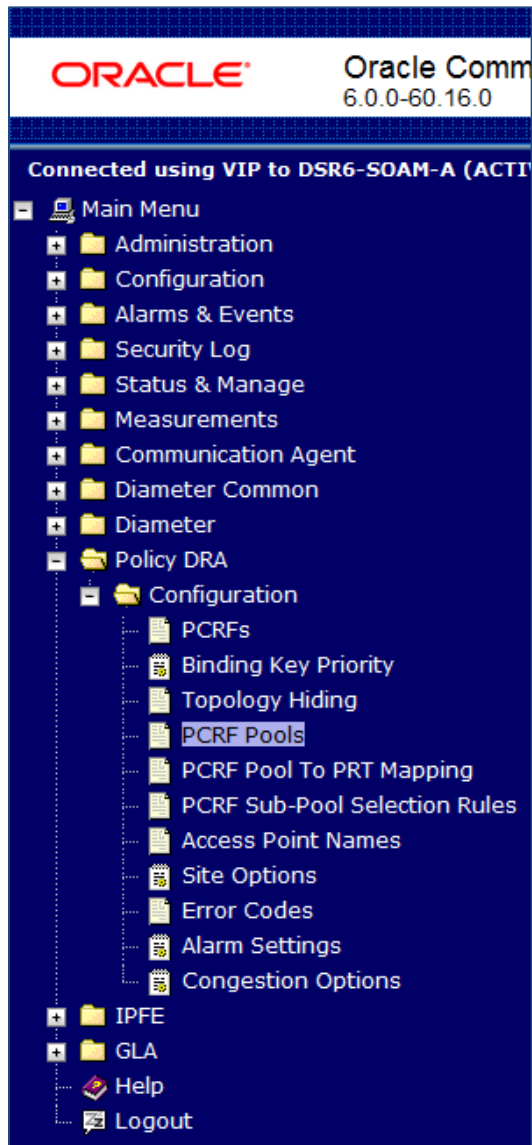 ORACLE®
Oracle Comm
6.0.0-60.16.0
Connected using VIP to DSR6-SOAM-A (ACTI
Main Menu
Administration
Configuration
Alarms & Events
Security Log
Status & Manage
Measurements
Communication Agent
Diameter Common
Diameter
Policy DRA
Configuration
PCRFs
Binding Key Priority
Topology Hiding
PCRF Pools
PCRF Pool To PRT Mapping
PCRF Sub-Pool Selection Rules
Access Point Names
Site Options
Error Codes
Alarm Settings
Congestion Options
IPFE
GLA
Help
Logout